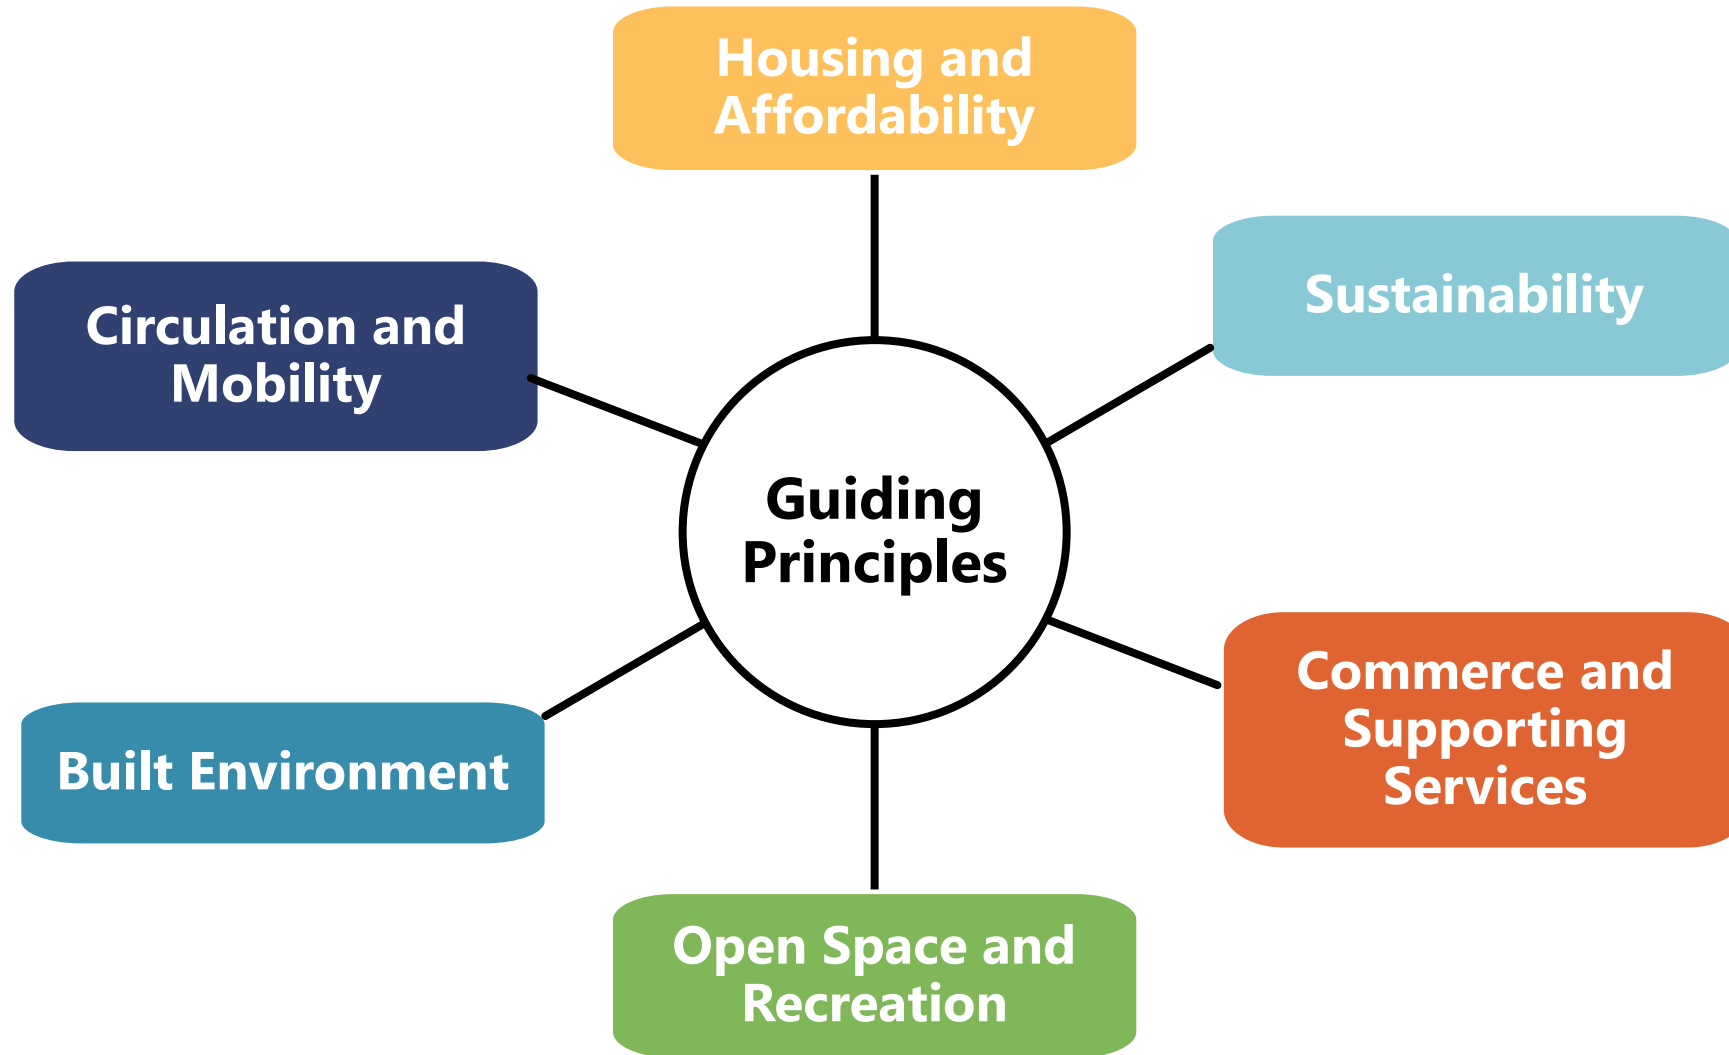 Housing and
Affordability
Sustainability
Circulation and
Mobility
Guiding
Principles
Commerce and
Supporting
Services
Built Environment
Open Space and
Recreation